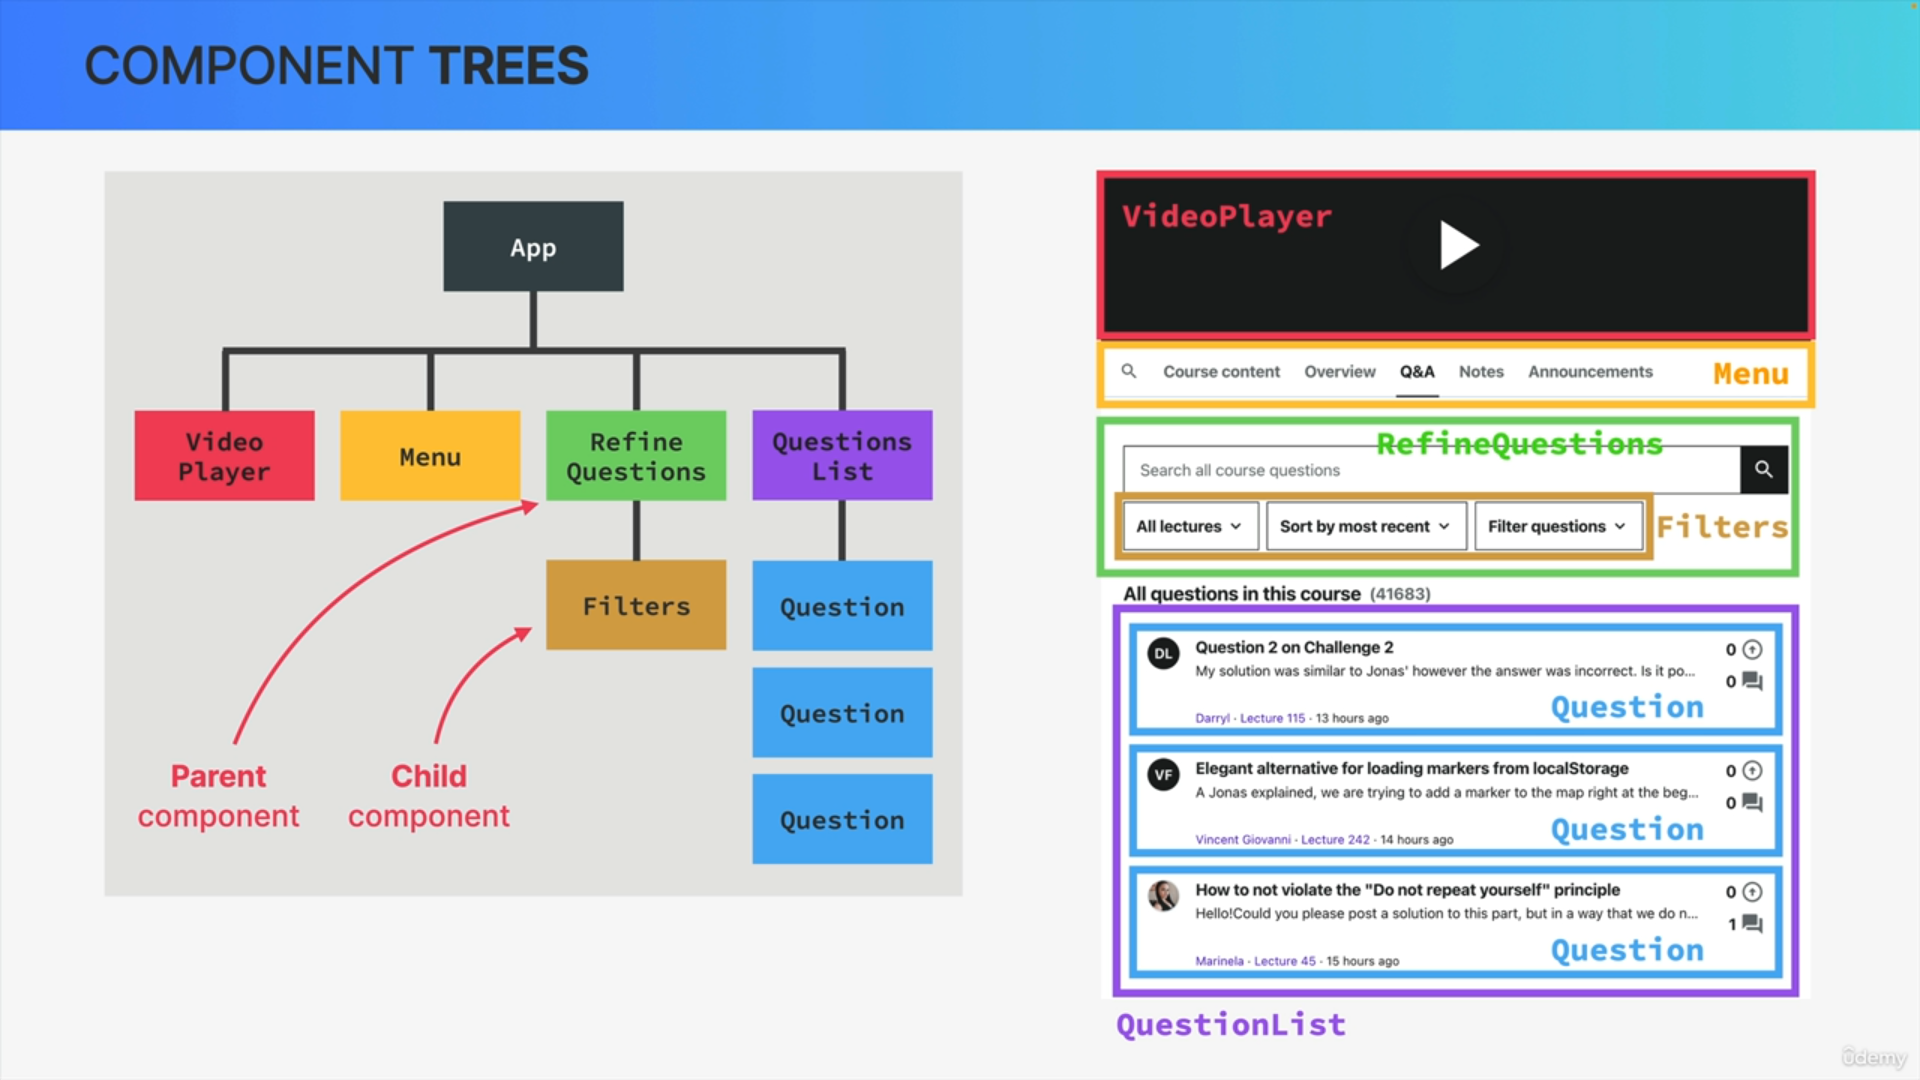 COMPONENT TREES
App
Video
Player
Menu
Refine
Questions
Questions
List
Filters
Question
Question
Question
Parent
component
Child
component
VideoPlayer
Course content Overview Q&A Notes Announcements Menu
RefineQuestions
Search all course questions
All lectures Sort by most recent Filter questions Filters
All questions in this course (41683)
DL Question 2 on Challenge 2 0
My solution was similar to Jonas' however the answer was incorrect. Is it po... 0
Question
Darryl · Lecture 115 · 13 hours ago
VF Elegant alternative for loading markers from localStorage 0
A Jonas explained, we are trying to add a marker to the map right at the beg... 0
Question
Vincent Giovanni · Lecture 242 · 14 hours ago
How to not violate the "Do not repeat yourself" principle 0
Hello!Could you please post a solution to this part, but in a way that we do n... 1
Question
Marinela · Lecture 45 · 15 hours ago
QuestionList
ûdemy